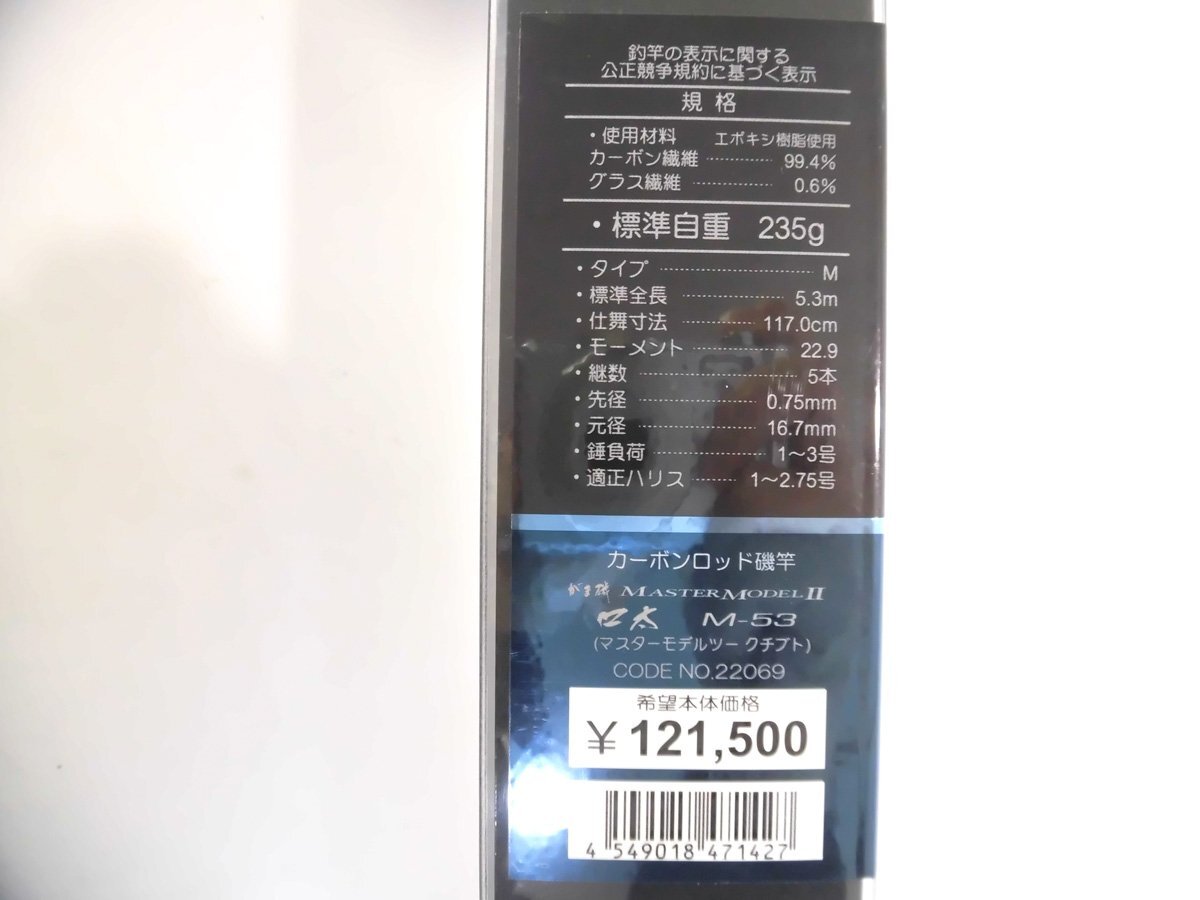 釣竿の表示に関する
公正競争規約に基づく表示
規 格
・使用材料 エポキシ樹脂使用
カーボン繊維 ………… 99.4%
グラス繊維 ………… 0.6%
・標準自重 235g
・タイプ ………… M
・標準全長 ………… 5.3m
・仕舞寸法 ………… 117.0cm
・モーメント ………… 22.9
・継数 ………… 5本
・先径 ………… 0.75mm
・元径 ………… 16.7mm
・錘負荷 ………… 1〜3号
・適正ハリス ………… 1〜2.75号
カーボンロッド磯竿
がま磯 MASTERMODEL II
口太 M-53
(マスターモデルツー クチブト)
CODE NO.22069
希望本体価格
¥ 121,500
4 549018 471427